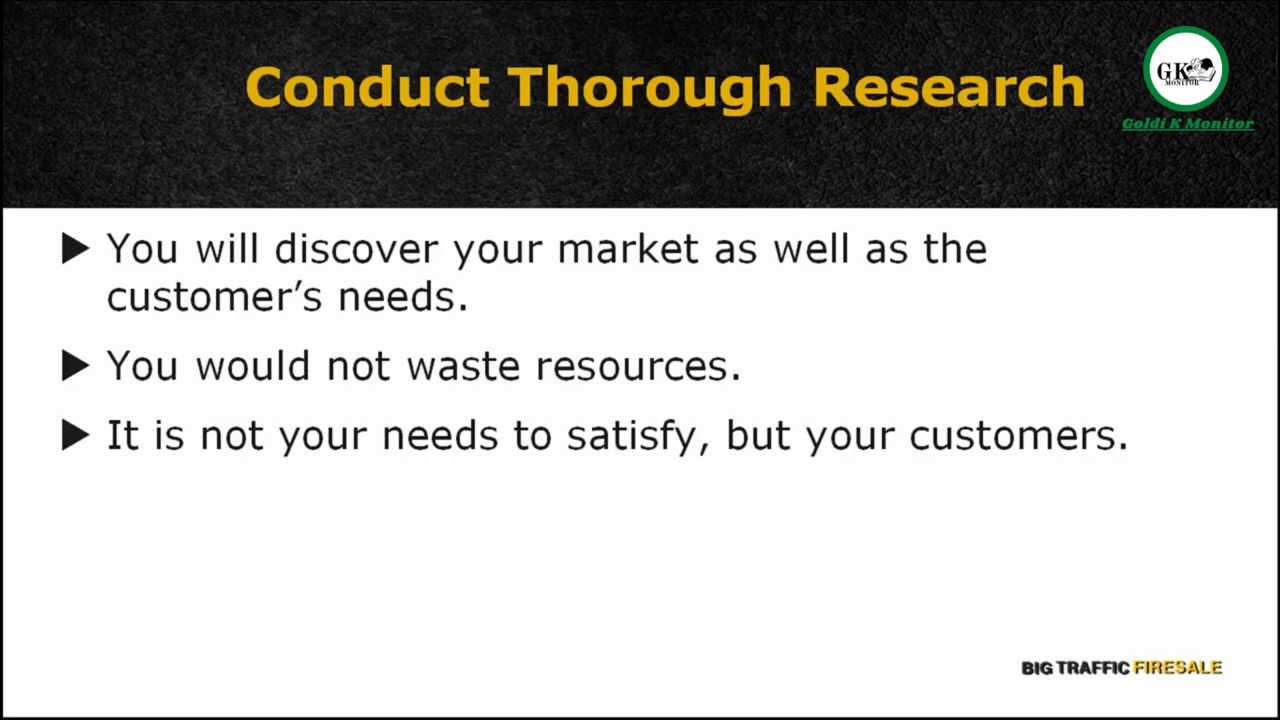 Conduct Thorough Research
GK
MONITOR
Goldi K Monitor
▶ You will discover your market as well as the
customer’s needs.
▶ You would not waste resources.
▶ It is not your needs to satisfy, but your customers.
BIG TRAFFIC FIRESALE